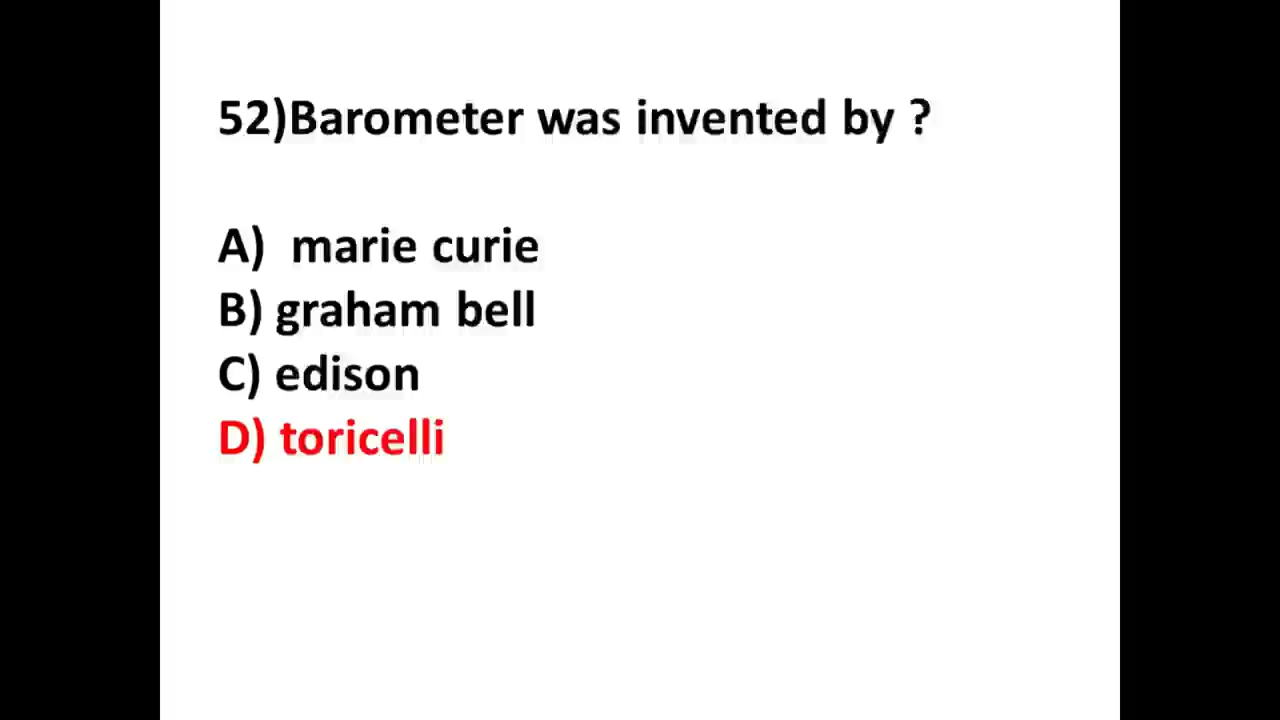 52)Barometer was invented by ?
A)  marie curie
B) graham bell
C) edison
D) toricelli